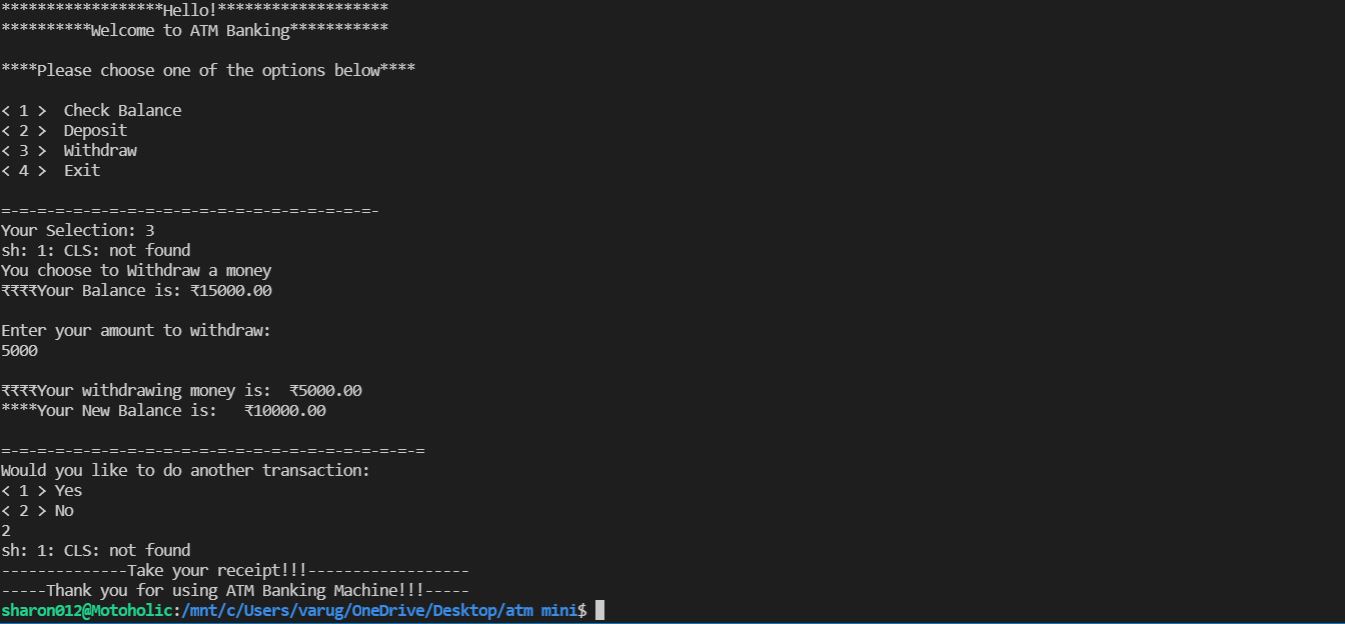 ******************Hello!*******************
**********Welcome to ATM Banking***********
****Please choose one of the options below****
< 1 >  Check Balance
< 2 >  Deposit
< 3 >  Withdraw
< 4 >  Exit
=-=-=-=-=-=-=-=-=-=-=-=-=-=-=-=-=-=-=-=-=-
Your Selection: 3
sh: 1: CLS: not found
You choose to Withdraw a money
₹₹₹₹Your Balance is: ₹15000.00
Enter your amount to withdraw:
5000
₹₹₹₹Your withdrawing money is:  ₹5000.00
****Your New Balance is:   ₹10000.00
=-=-=-=-=-=-=-=-=-=-=-=-=-=-=-=-=-=-=-=-=-=-=-=
Would you like to do another transaction:
< 1 > Yes
< 2 > No
2
sh: 1: CLS: not found
--------------Take your receipt!!!------------------
-----Thank you for using ATM Banking Machine!!!-----
sharon012@Motoholic:/mnt/c/Users/varug/OneDrive/Desktop/atm mini$